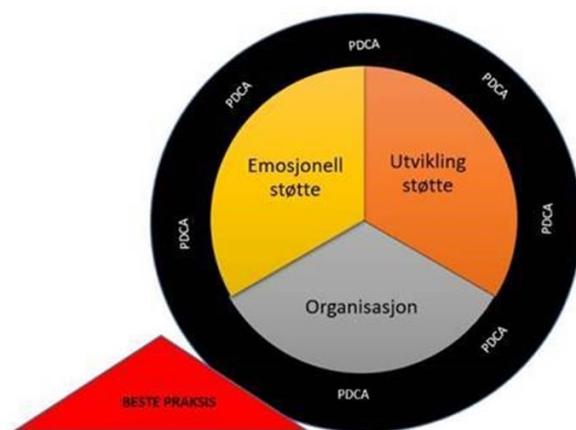 PDCA
PDCA
PDCA
Emosjonell
støtte
Utvikling
støtte
PDCA
PDCA
Organisasjon
PDCA
PDCA
BESTE PRAKSIS